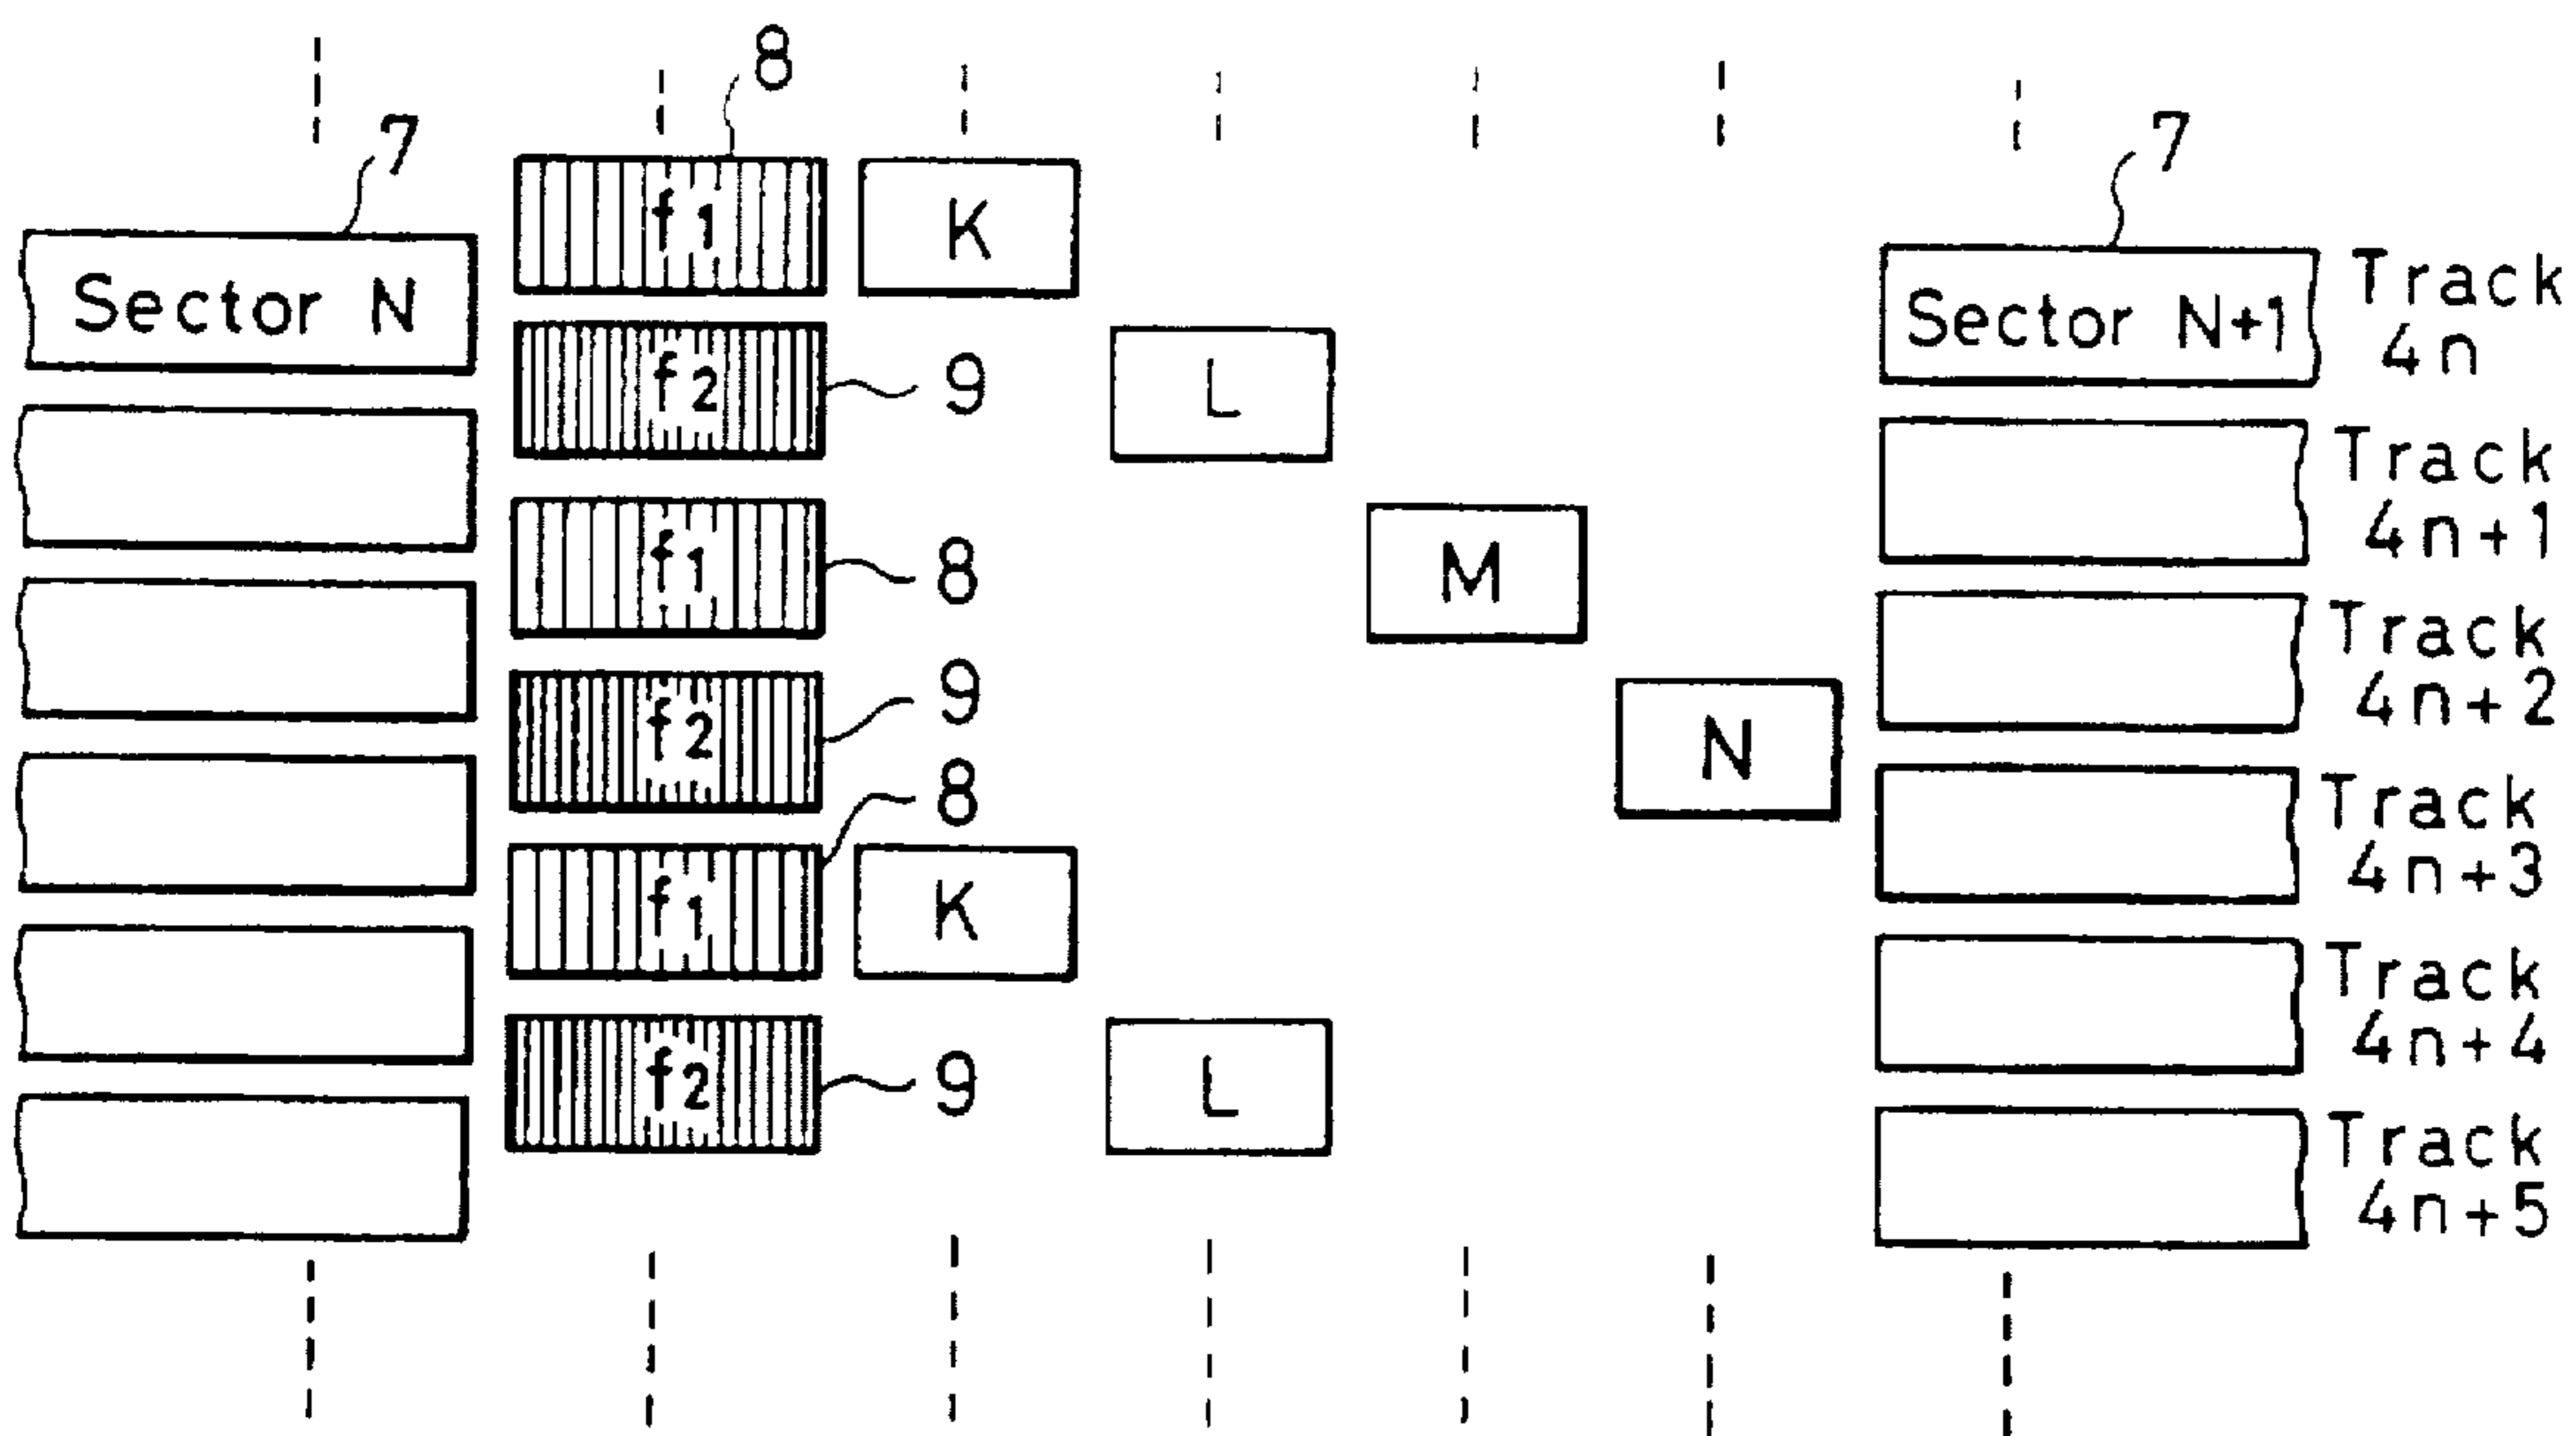 8
7
7
f1
K
Sector N
Sector N+1
Track
4n
f2
9
L
Track
4n+1
f1
8
M
Track
4n+2
f2
9
N
Track
4n+3
8
f1
K
Track
4n+4
f2
9
L
Track
4n+5